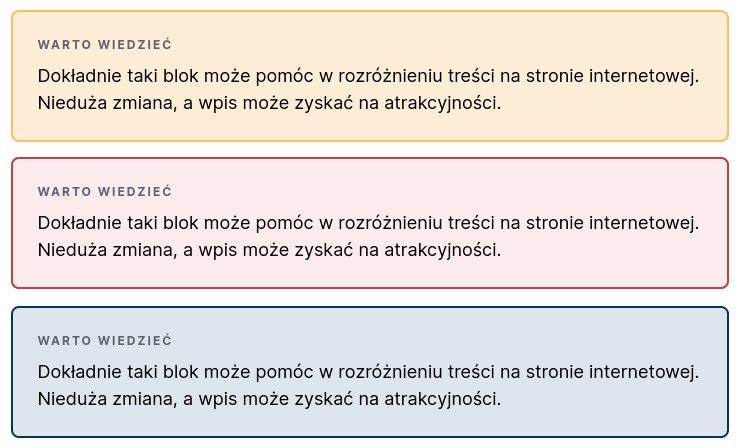 WARTO WIEDZIEĆ
Dokładnie taki blok może pomóc w rozróżnieniu treści na stronie internetowej.
Nieduża zmiana, a wpis może zyskać na atrakcyjności.
WARTO WIEDZIEĆ
Dokładnie taki blok może pomóc w rozróżnieniu treści na stronie internetowej.
Nieduża zmiana, a wpis może zyskać na atrakcyjności.
WARTO WIEDZIEĆ
Dokładnie taki blok może pomóc w rozróżnieniu treści na stronie internetowej.
Nieduża zmiana, a wpis może zyskać na atrakcyjności.